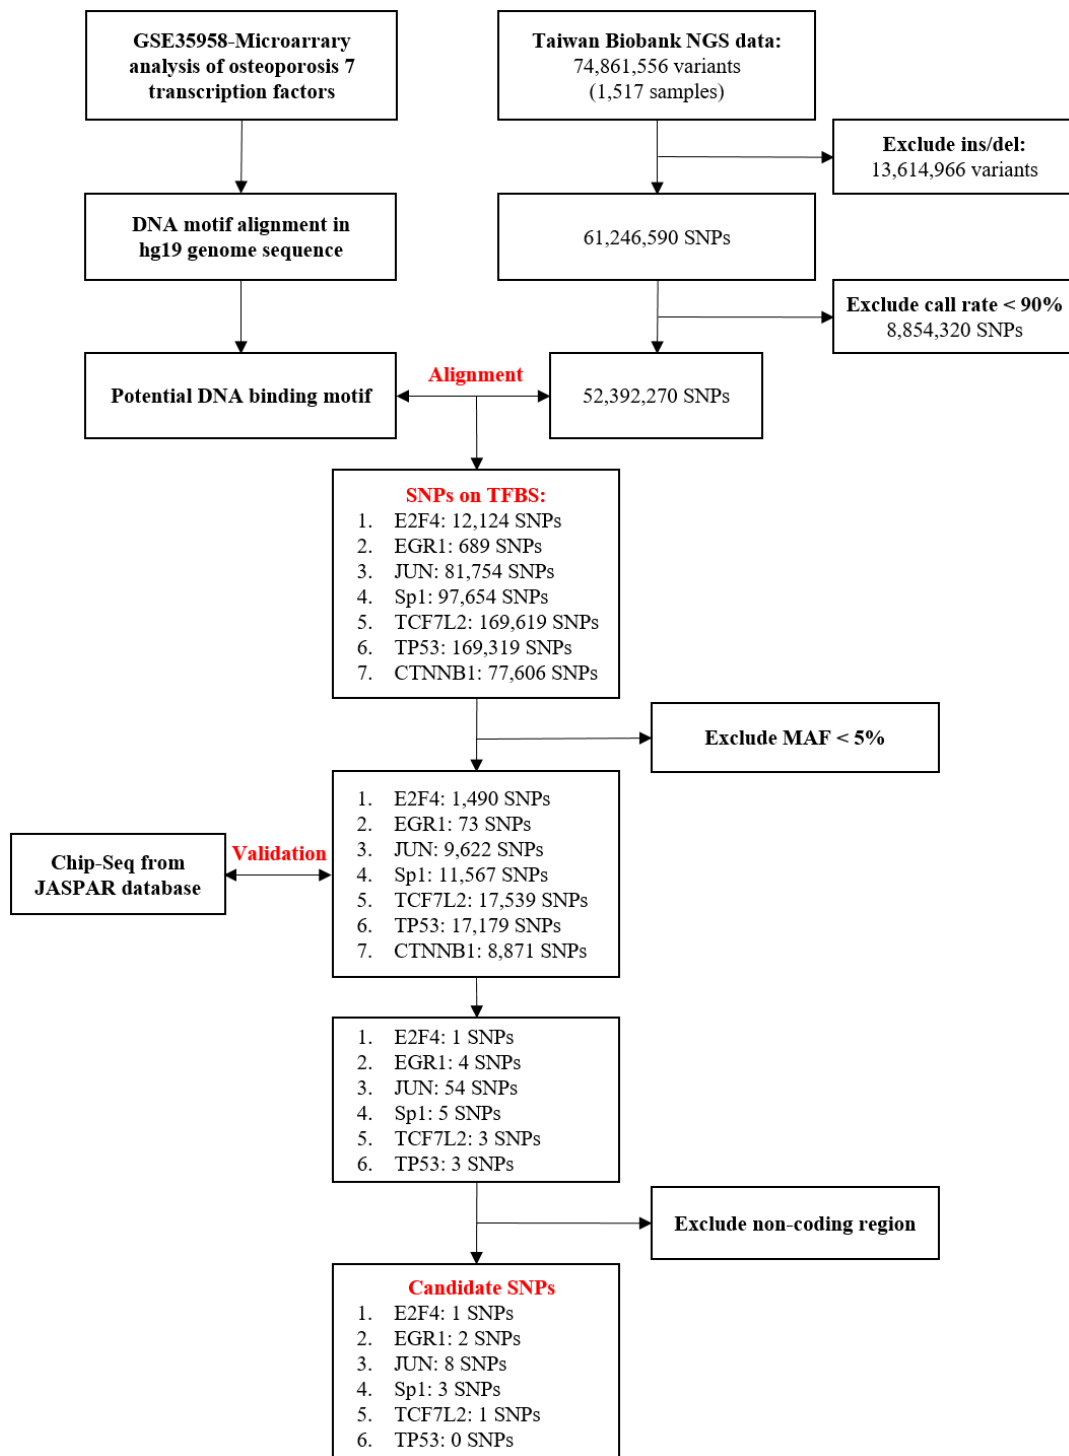 GSE35958-Microarrary
analysis of osteoporosis 7
transcription factors
Taiwan Biobank NGS data:
74,861,556 variants
(1,517 samples)
Exclude ins/del:
13,614,966 variants
DNA motif alignment in
hg19 genome sequence
61,246,590 SNPs
Exclude call rate < 90%
8,854,320 SNPs
Potential DNA binding motif
Alignment
52,392,270 SNPs
SNPs on TFBS:
1. E2F4: 12,124 SNPs
2. EGR1: 689 SNPs
3. JUN: 81,754 SNPs
4. Sp1: 97,654 SNPs
5. TCF7L2: 169,619 SNPs
6. TP53: 169,319 SNPs
7. CTNNB1: 77,606 SNPs
Exclude MAF < 5%
1. E2F4: 1,490 SNPs
2. EGR1: 73 SNPs
3. JUN: 9,622 SNPs
4. Sp1: 11,567 SNPs
5. TCF7L2: 17,539 SNPs
6. TP53: 17,179 SNPs
7. CTNNB1: 8,871 SNPs
Chip-Seq from
JASPAR database
Validation
1. E2F4: 1 SNPs
2. EGR1: 4 SNPs
3. JUN: 54 SNPs
4. Sp1: 5 SNPs
5. TCF7L2: 3 SNPs
6. TP53: 3 SNPs
Exclude non-coding region
Candidate SNPs
1. E2F4: 1 SNPs
2. EGR1: 2 SNPs
3. JUN: 8 SNPs
4. Sp1: 3 SNPs
5. TCF7L2: 1 SNPs
6. TP53: 0 SNPs